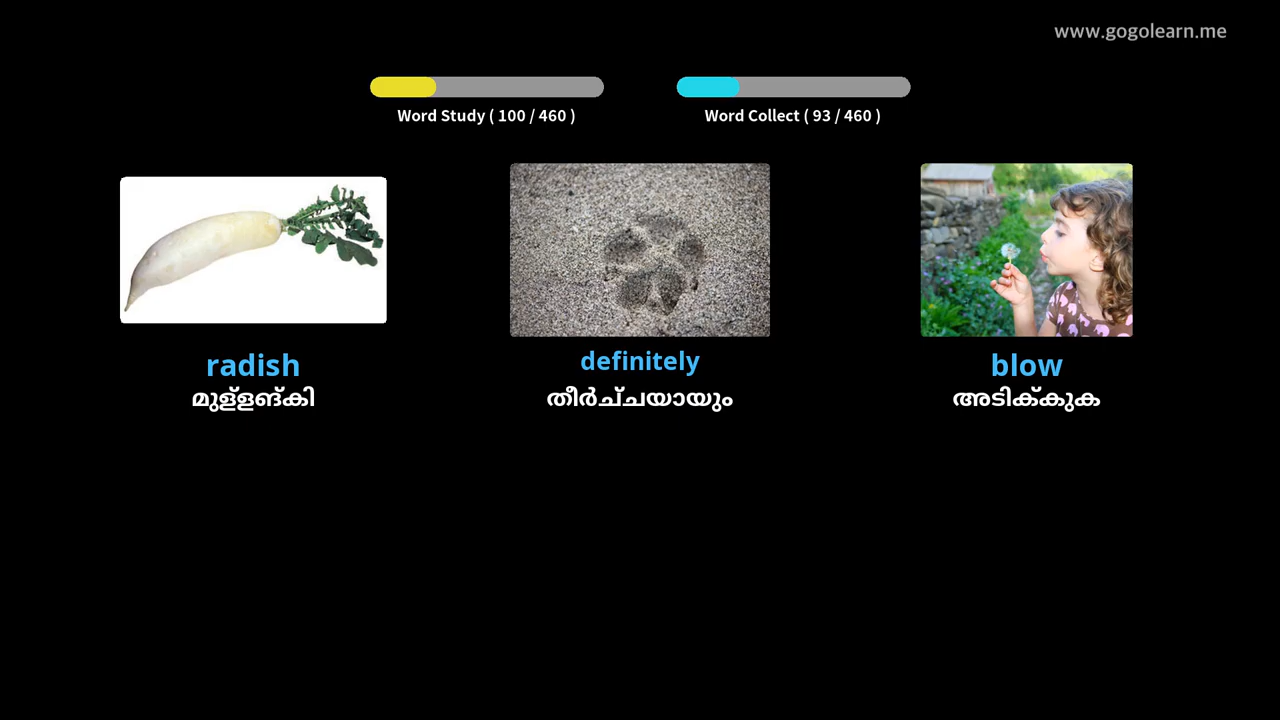 www.gogolearn.me
Word Study ( 100 / 460 )
Word Collect ( 93 / 460 )
radish
definitely
blow
മുള്ളങ്കി
തീർച്ചയായും
അടിക്കുക